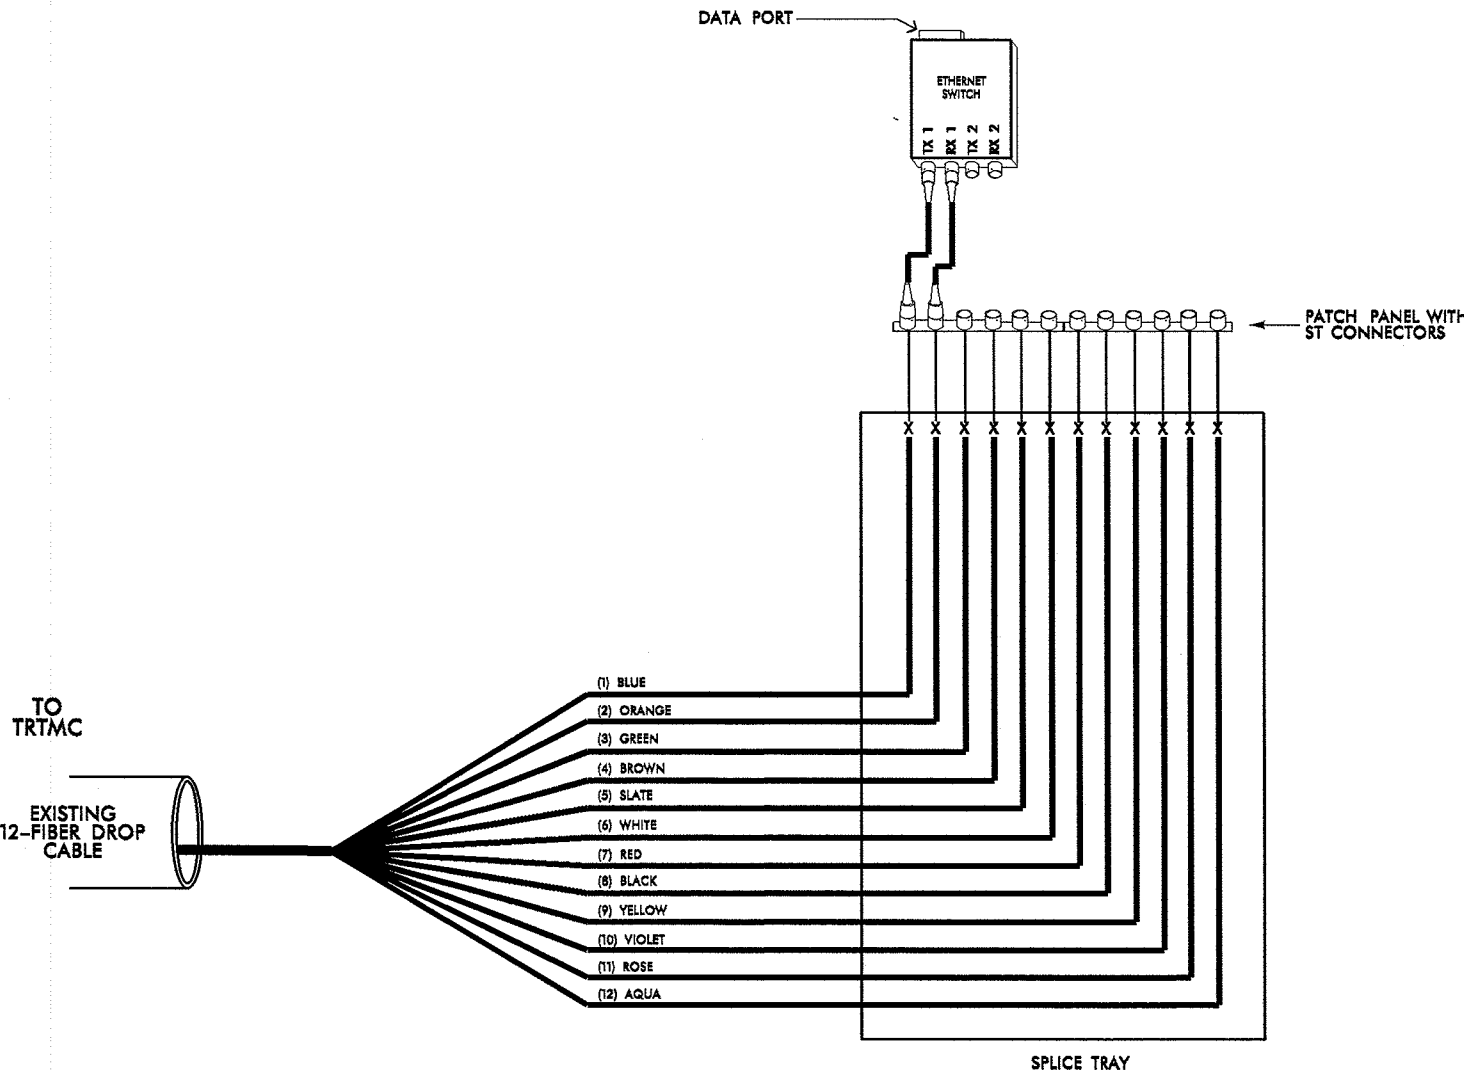 DATA PORT
ETHERNET
SWITCH
TX 1
RX 1
TX 2
RX 2
PATCH PANEL WITH
ST CONNECTORS
X X X X X X X X X X X X
(1) BLUE
(2) ORANGE
(3) GREEN
(4) BROWN
(5) SLATE
(6) WHITE
(7) RED
(8) BLACK
(9) YELLOW
(10) VIOLET
(11) ROSE
(12) AQUA
TO
TRTMC
EXISTING
12-FIBER DROP
CABLE
SPLICE TRAY